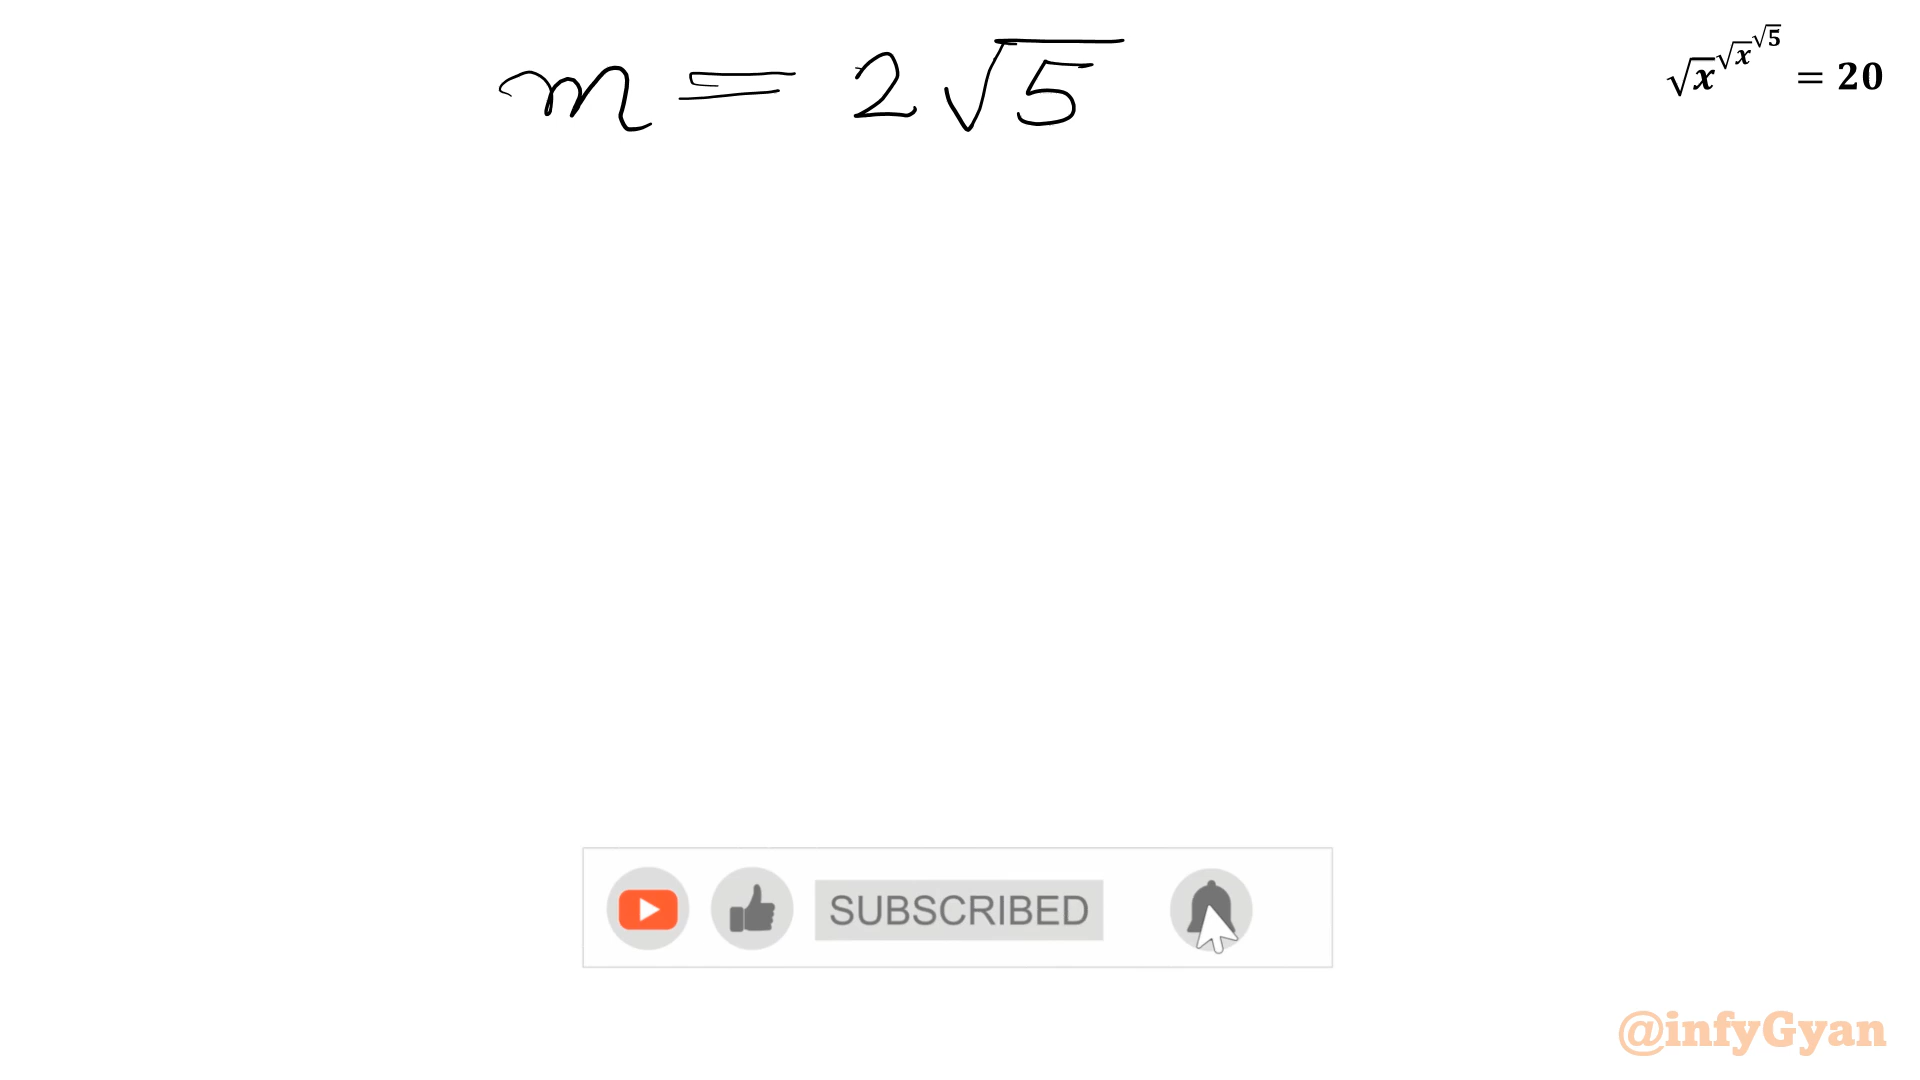 m = 2√5
√x^√x^√5 = 20
SUBSCRIBED
@infyGyan